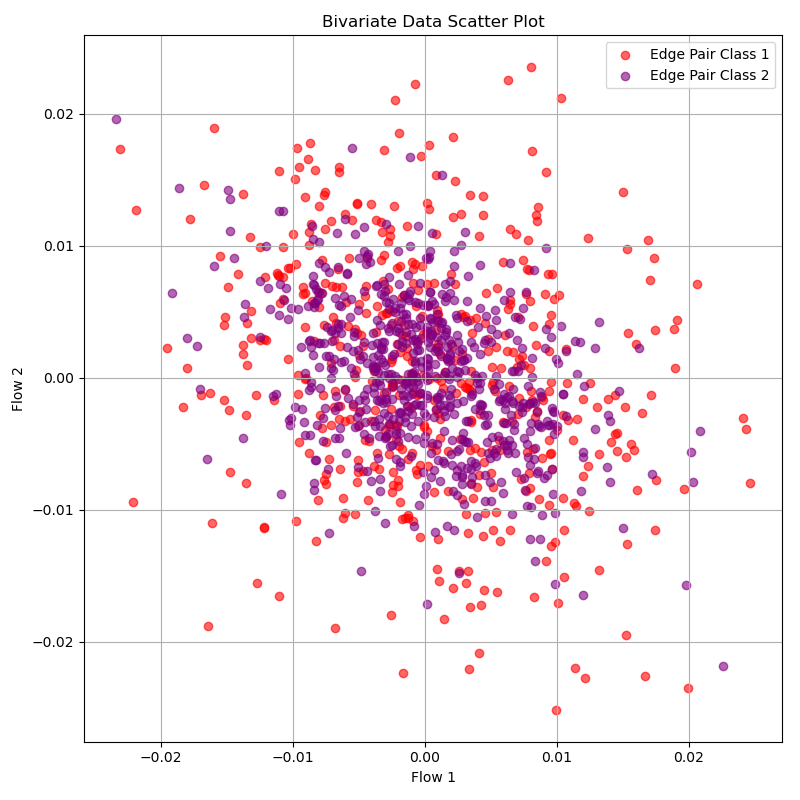 Bivariate Data Scatter Plot
Edge Pair Class 1
Edge Pair Class 2
0.02
0.01
0.00
−0.01
−0.02
Flow 2
−0.02
−0.01
0.00
0.01
0.02
Flow 1